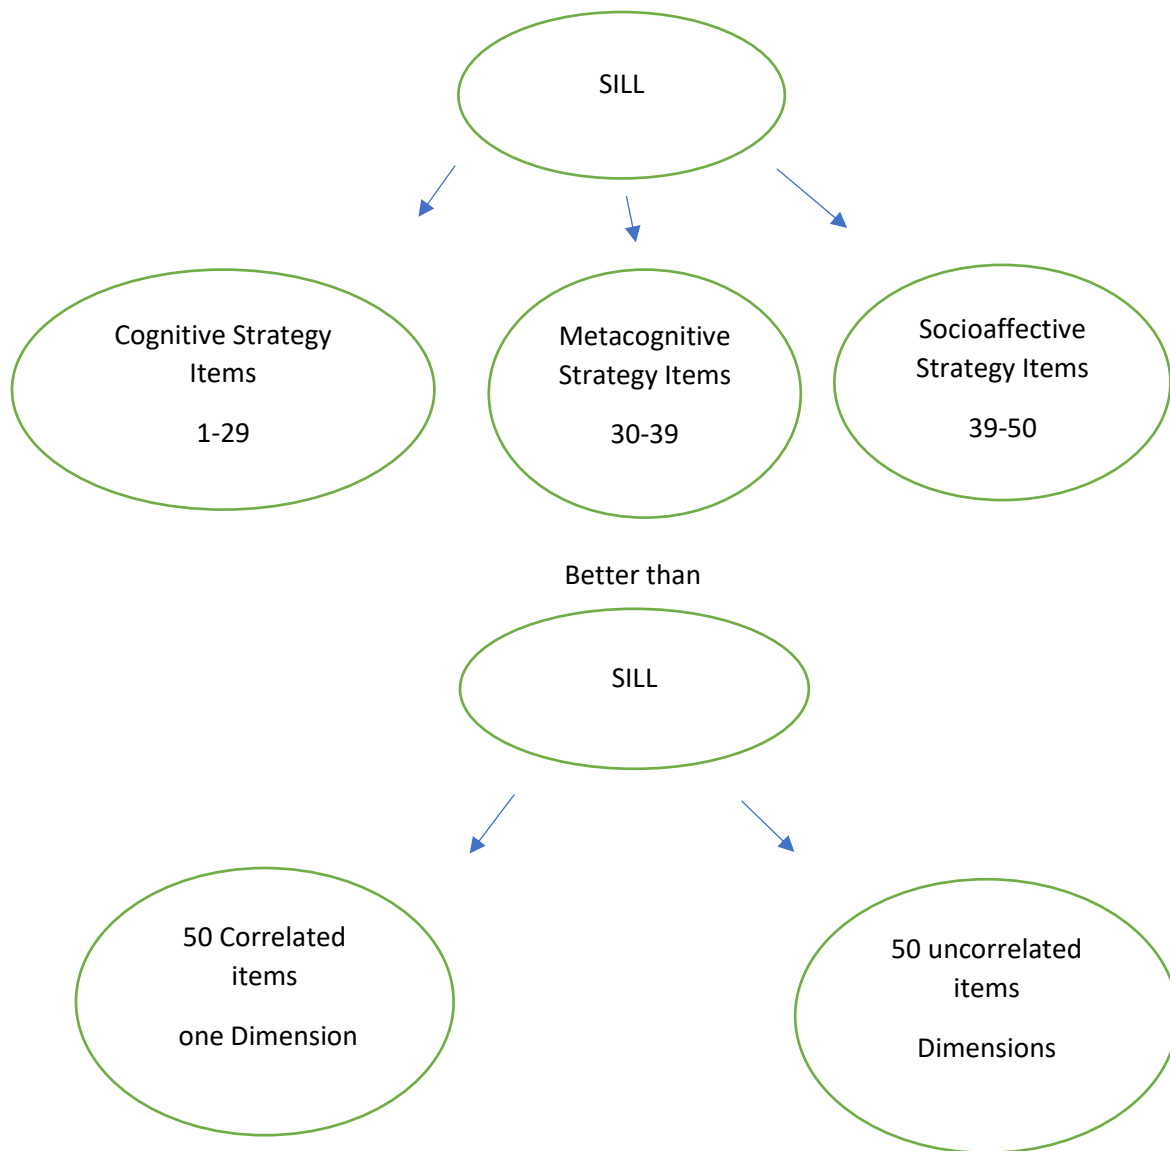 SILL
Cognitive Strategy
Items
1-29
Metacognitive
Strategy Items
30-39
Socioaffective
Strategy Items
39-50
Better than
SILL
50 Correlated
items
one Dimension
50 uncorrelated
items
Dimensions